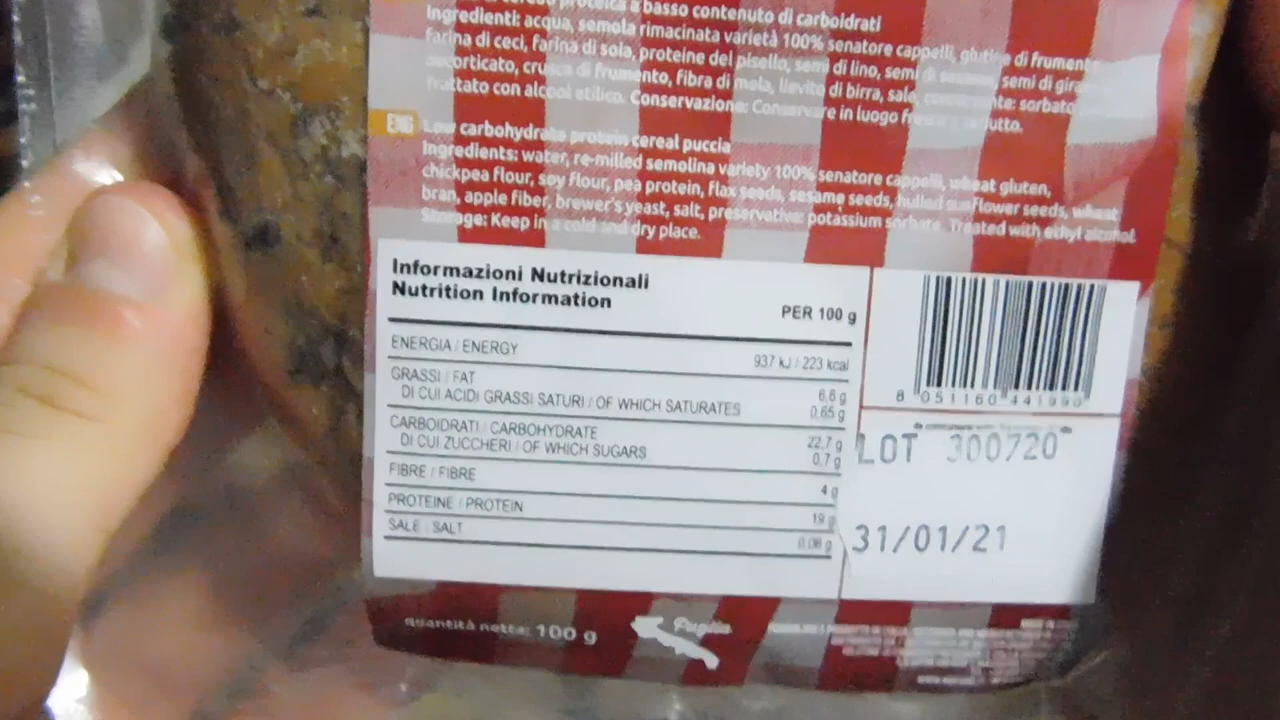 proteica a basso contenuto di carboidrati
Ingredienti: acqua, semola rimacinata varietà 100% senatore cappelli, glutine di frumento
farina di ceci, farina di soia, proteine del pisello, semi di lino, semi semi di gira
decorticato, crusca di frumento, fibra di mela, lievito di birra, sale, sorbato
trattato con alcool etilico. Conservazione: Conservare in luogo
ENG Low carbohydrate protein cereal puccia
Ingredients: water, re-milled semolina variety 100% senatore cappelli, wheat gluten,
chickpea flour, soy flour, pea protein, flax seeds, sesame seeds, hulled sunflower seeds, wheat
bran, apple fiber, brewer's yeast, salt, preservative: potassium sorbate. Treated with ethyl alcohol.
Storage: Keep in a cold and dry place.
Informazioni Nutrizionali
Nutrition Information
PER 100 g
ENERGIA / ENERGY 937 kJ / 223 kcal
GRASSI / FAT 6,6 g
DI CUI ACIDI GRASSI SATURI / OF WHICH SATURATES 0,65 g
CARBOIDRATI / CARBOHYDRATE 22,7 g
DI CUI ZUCCHERI / OF WHICH SUGARS 0,7 g
FIBRE / FIBRE 4 g
PROTEINE / PROTEIN 19 g
SALE / SALT 0,08 g
8 051160 441990
LOT 300720
31/01/21
quantità netta: 100 g
Puglia